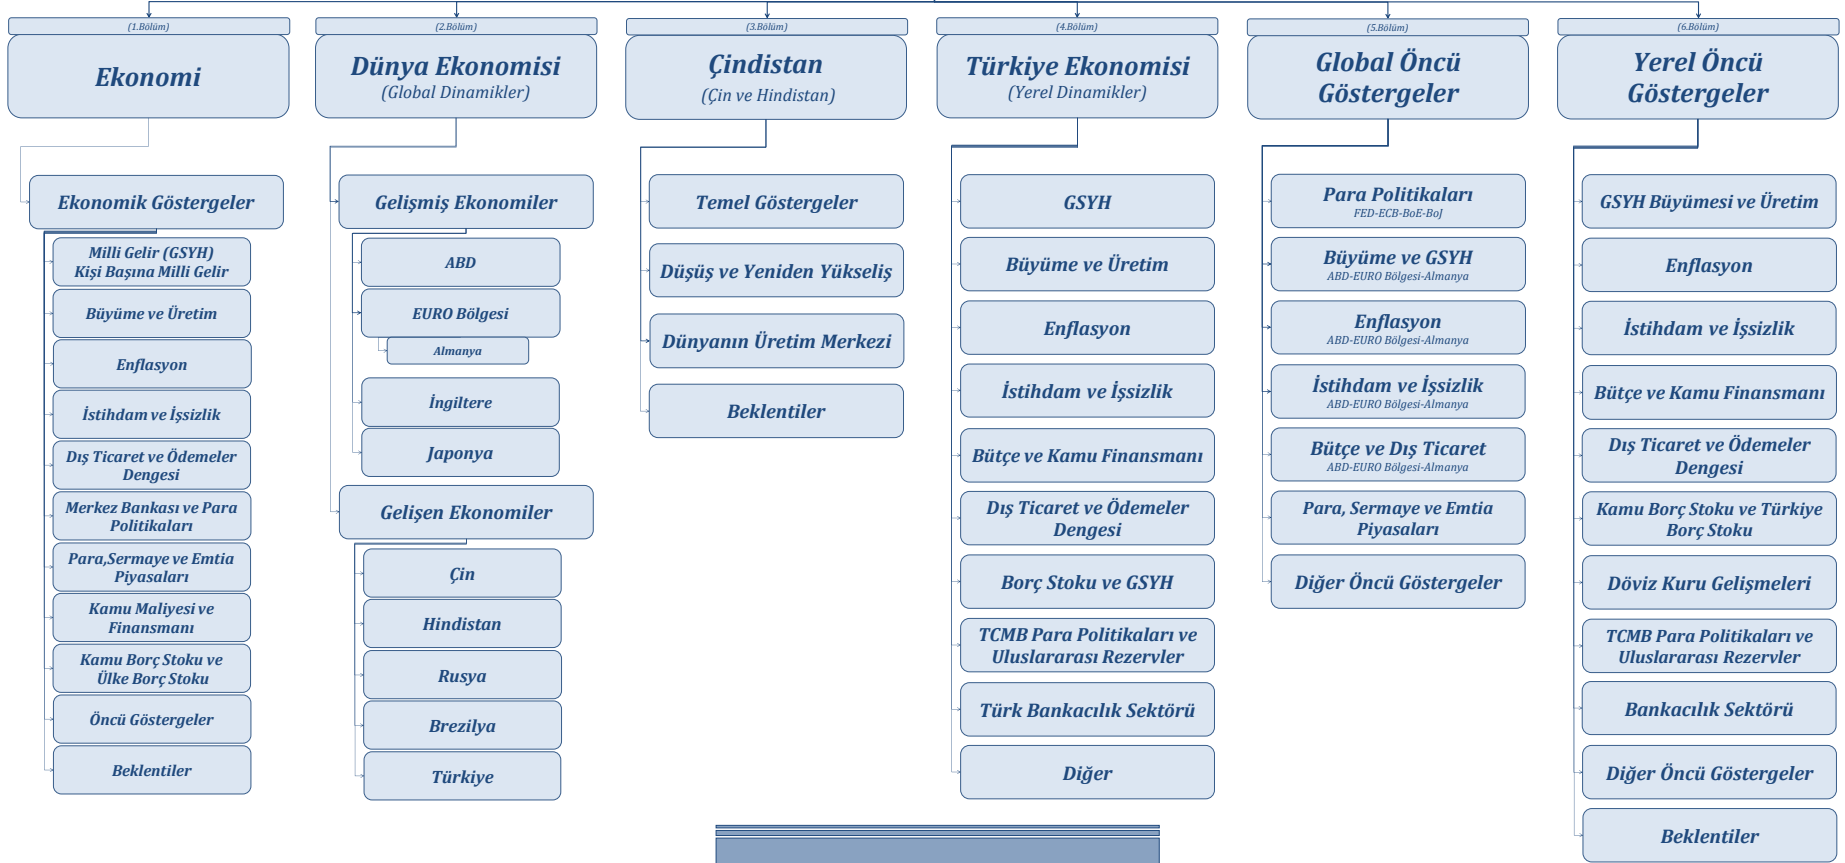 (1.Bölüm)
Ekonomi
Ekonomik Göstergeler
Milli Gelir (GSYH)
Kişi Başına Milli Gelir
Büyüme ve Üretim
Enflasyon
İstihdam ve İşsizlik
Dış Ticaret ve Ödemeler
Dengesi
Merkez Bankası ve Para
Politikaları
Para,Sermaye ve Emtia
Piyasaları
Kamu Maliyesi ve
Finansmanı
Kamu Borç Stoku ve
Ülke Borç Stoku
Öncü Göstergeler
Beklentiler
(2.Bölüm)
Dünya Ekonomisi
(Global Dinamikler)
Gelişmiş Ekonomiler
ABD
EURO Bölgesi
Almanya
İngiltere
Japonya
Gelişen Ekonomiler
Çin
Hindistan
Rusya
Brezilya
Türkiye
(3.Bölüm)
Çindistan
(Çin ve Hindistan)
Temel Göstergeler
Düşüş ve Yeniden Yükseliş
Dünyanın Üretim Merkezi
Beklentiler
(4.Bölüm)
Türkiye Ekonomisi
(Yerel Dinamikler)
GSYH
Büyüme ve Üretim
Enflasyon
İstihdam ve İşsizlik
Bütçe ve Kamu Finansmanı
Dış Ticaret ve Ödemeler
Dengesi
Borç Stoku ve GSYH
TCMB Para Politikaları ve
Uluslararası Rezervler
Türk Bankacılık Sektörü
Diğer
(5.Bölüm)
Global Öncü
Göstergeler
Para Politikaları
FED-ECB-BoE-BoJ
Büyüme ve GSYH
ABD-EURO Bölgesi-Almanya
Enflasyon
ABD-EURO Bölgesi-Almanya
İstihdam ve İşsizlik
ABD-EURO Bölgesi-Almanya
Bütçe ve Dış Ticaret
ABD-EURO Bölgesi-Almanya
Para, Sermaye ve Emtia
Piyasaları
Diğer Öncü Göstergeler
(6.Bölüm)
Yerel Öncü
Göstergeler
GSYH Büyümesi ve Üretim
Enflasyon
İstihdam ve İşsizlik
Bütçe ve Kamu Finansmanı
Dış Ticaret ve Ödemeler
Dengesi
Kamu Borç Stoku ve Türkiye
Borç Stoku
Döviz Kuru Gelişmeleri
TCMB Para Politikaları ve
Uluslararası Rezervler
Bankacılık Sektörü
Diğer Öncü Göstergeler
Beklentiler